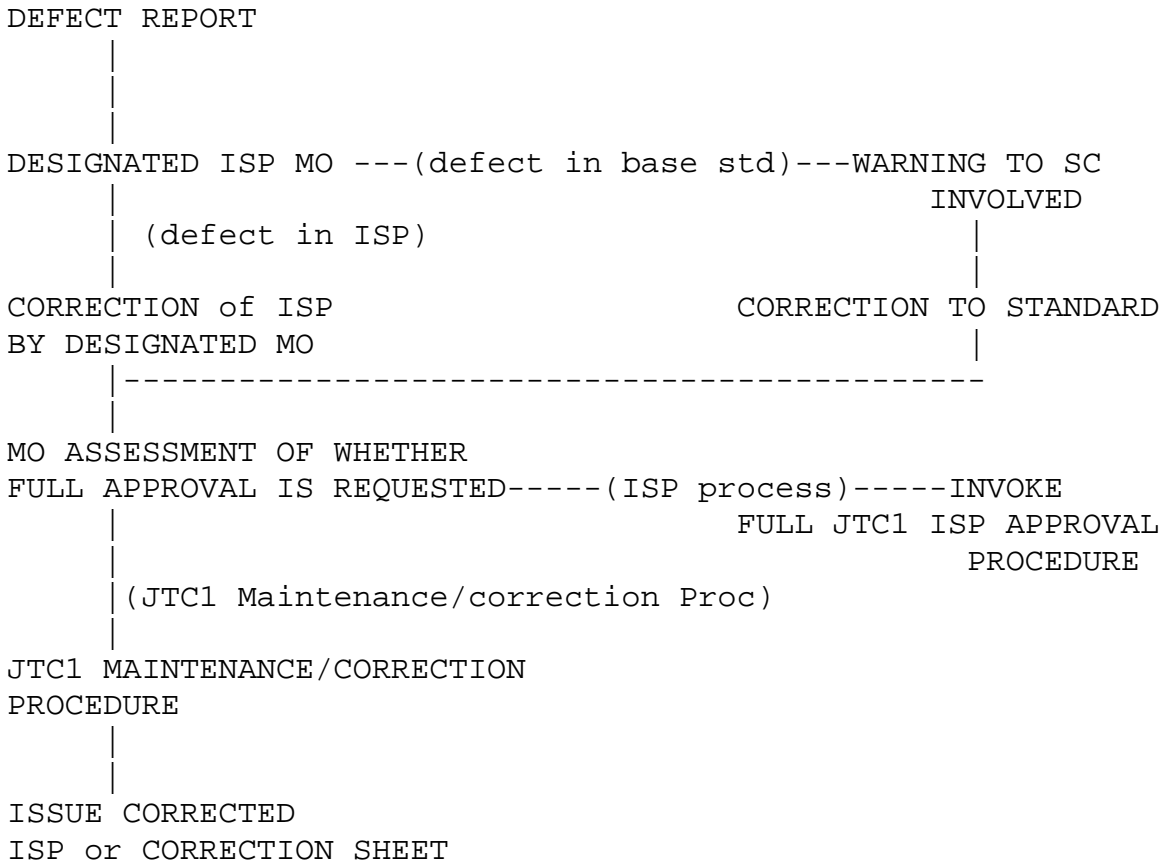 DEFECT REPORT
DESIGNATED ISP MO ---(defect in base std)---WARNING TO SC
INVOLVED
(defect in ISP)
CORRECTION of ISP CORRECTION TO STANDARD
BY DESIGNATED MO
MO ASSESSMENT OF WHETHER
FULL APPROVAL IS REQUESTED-----(ISP process)-----INVOKE
FULL JTC1 ISP APPROVAL
PROCEDURE
(JTC1 Maintenance/correction Proc)
JTC1 MAINTENANCE/CORRECTION
PROCEDURE
ISSUE CORRECTED
ISP or CORRECTION SHEET